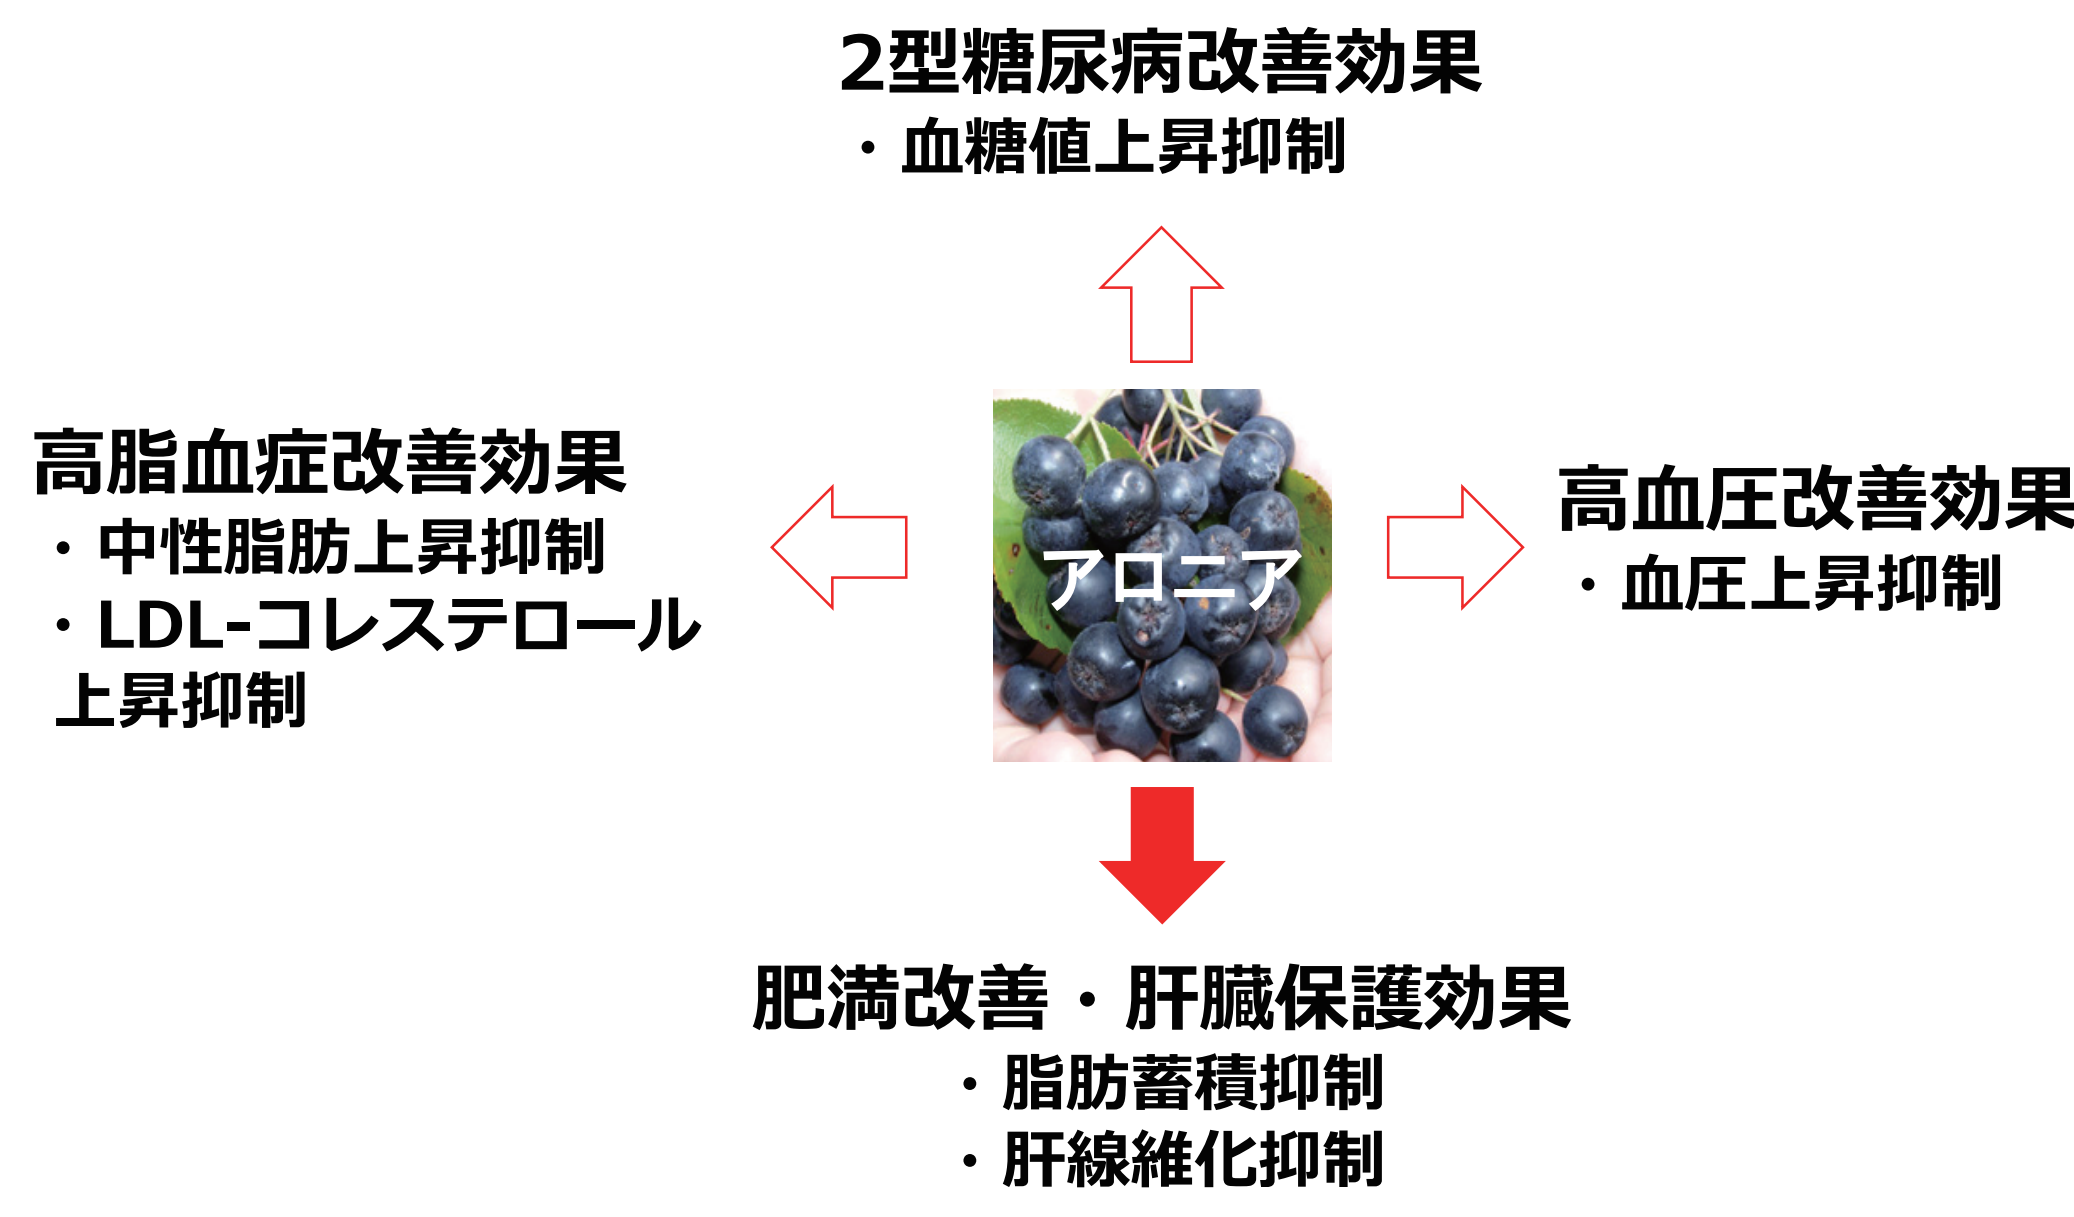 2型糖尿病改善効果
・血糖値上昇抑制
高脂血症改善効果
・中性脂肪上昇抑制
・LDL-コレステロール
上昇抑制
アロニア
高血圧改善効果
・血圧上昇抑制
肥満改善・肝臓保護効果
・脂肪蓄積抑制
・肝線維化抑制